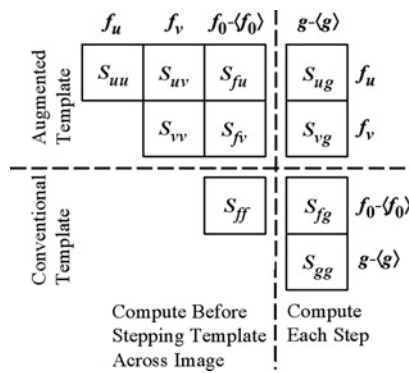 f_u f_v f_0-⟨f_0⟩ g-⟨g⟩
Augmented Template
S_uu S_uv S_fu S_ug f_u
S_vv S_fv S_vg f_v
Conventional Template
S_ff S_fg f_0-⟨f_0⟩
S_gg g-⟨g⟩
Compute Before
Stepping Template
Across Image
Compute
Each Step